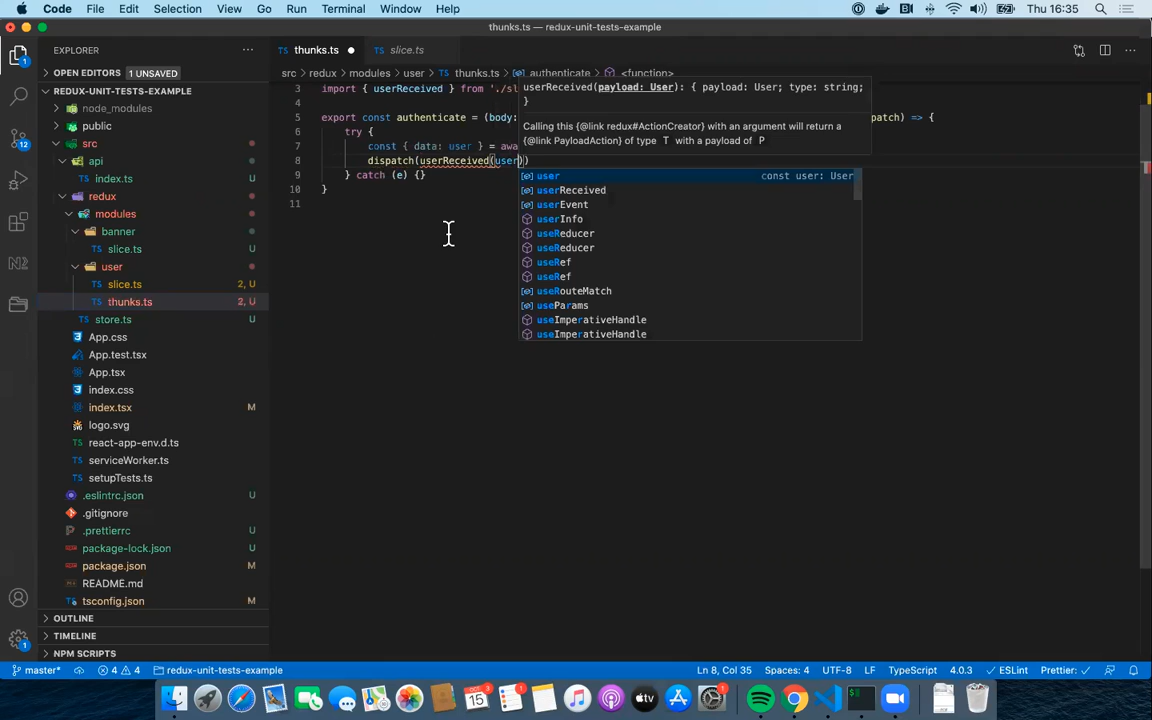 Code File Edit Selection View Go Run Terminal Window Help Thu 16:35
thunks.ts — redux-unit-tests-example
EXPLORER
thunks.ts slice.ts
OPEN EDITORS 1 UNSAVED
src > redux > modules > user > thunks.ts > authenticate > <function>
REDUX-UNIT-TESTS-EXAMPLE
node_modules
public
src
api
index.ts U
redux
modules
banner
slice.ts U
user
slice.ts 2, U
thunks.ts 2, U
store.ts U
App.css
App.test.tsx
App.tsx
index.css
index.tsx M
logo.svg
react-app-env.d.ts
serviceWorker.ts
setupTests.ts
.eslintrc.json U
.gitignore
.prettierrc U
package-lock.json U
package.json M
README.md
tsconfig.json M
OUTLINE
TIMELINE
NPM SCRIPTS
3 import { userReceived } from './sl
4
5 export const authenticate = (body: patch) => {
6 try {
7 const { data: user } = awa
8 dispatch(userReceived(user))
9 } catch (e) {}
10 }
11
userReceived(payload: User): { payload: User; type: string;
}
Calling this {@link redux#ActionCreator} with an argument will return a
{@link PayloadAction} of type T with a payload of P
user const user: User
userReceived
userEvent
userInfo
useReducer
useReducer
useRef
useRef
useRouteMatch
useParams
useImperativeHandle
useImperativeHandle
master* 4 4 redux-unit-tests-example Ln 8, Col 35 Spaces: 4 UTF-8 LF TypeScript 4.0.3 ESLint Prettier: